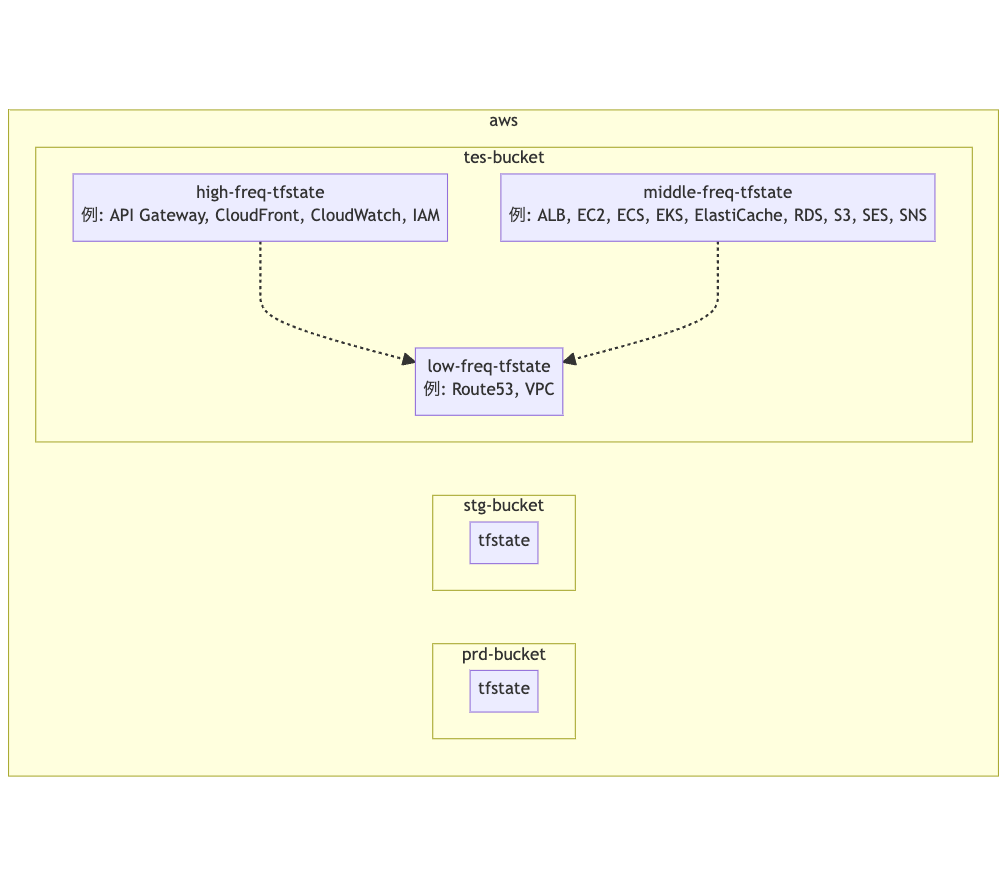 aws
tes-bucket
high-freq-tfstate
例: API Gateway, CloudFront, CloudWatch, IAM
middle-freq-tfstate
例: ALB, EC2, ECS, EKS, ElastiCache, RDS, S3, SES, SNS
low-freq-tfstate
例: Route53, VPC
stg-bucket
tfstate
prd-bucket
tfstate